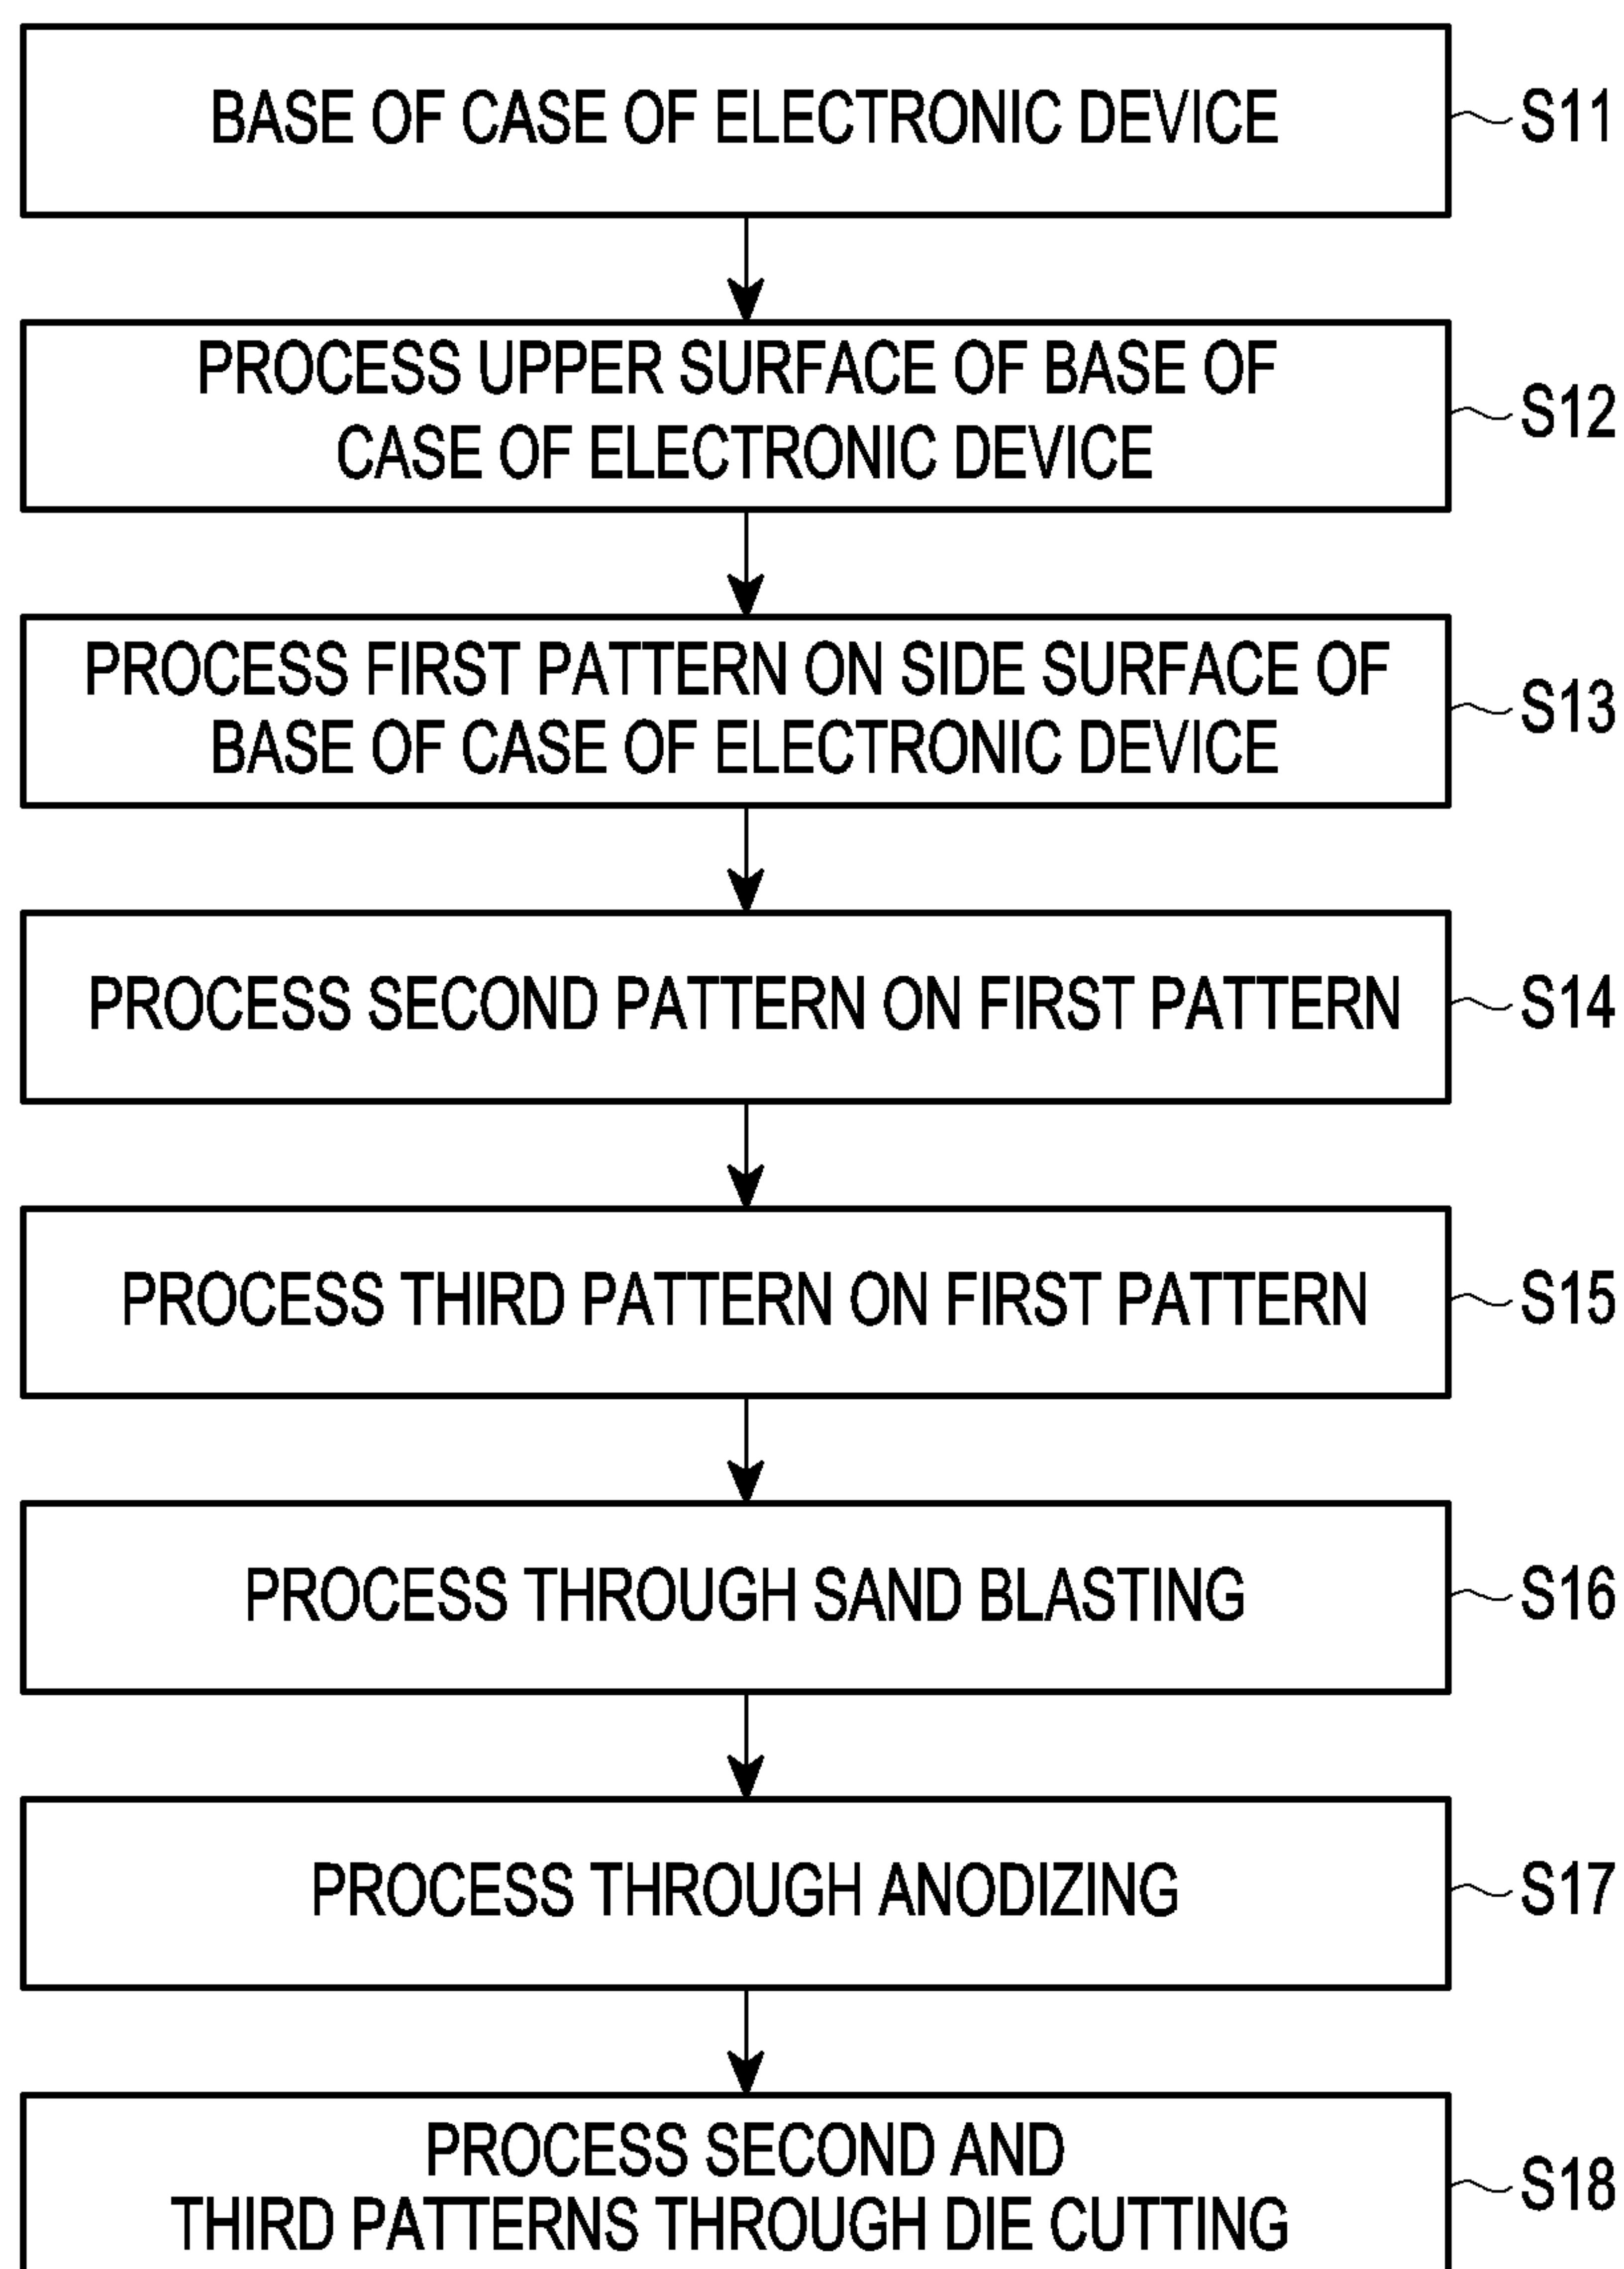 BASE OF CASE OF ELECTRONIC DEVICE
S11
PROCESS UPPER SURFACE OF BASE OF
CASE OF ELECTRONIC DEVICE
S12
PROCESS FIRST PATTERN ON SIDE SURFACE OF
BASE OF CASE OF ELECTRONIC DEVICE
S13
PROCESS SECOND PATTERN ON FIRST PATTERN
S14
PROCESS THIRD PATTERN ON FIRST PATTERN
S15
PROCESS THROUGH SAND BLASTING
S16
PROCESS THROUGH ANODIZING
S17
PROCESS SECOND AND
THIRD PATTERNS THROUGH DIE CUTTING
S18